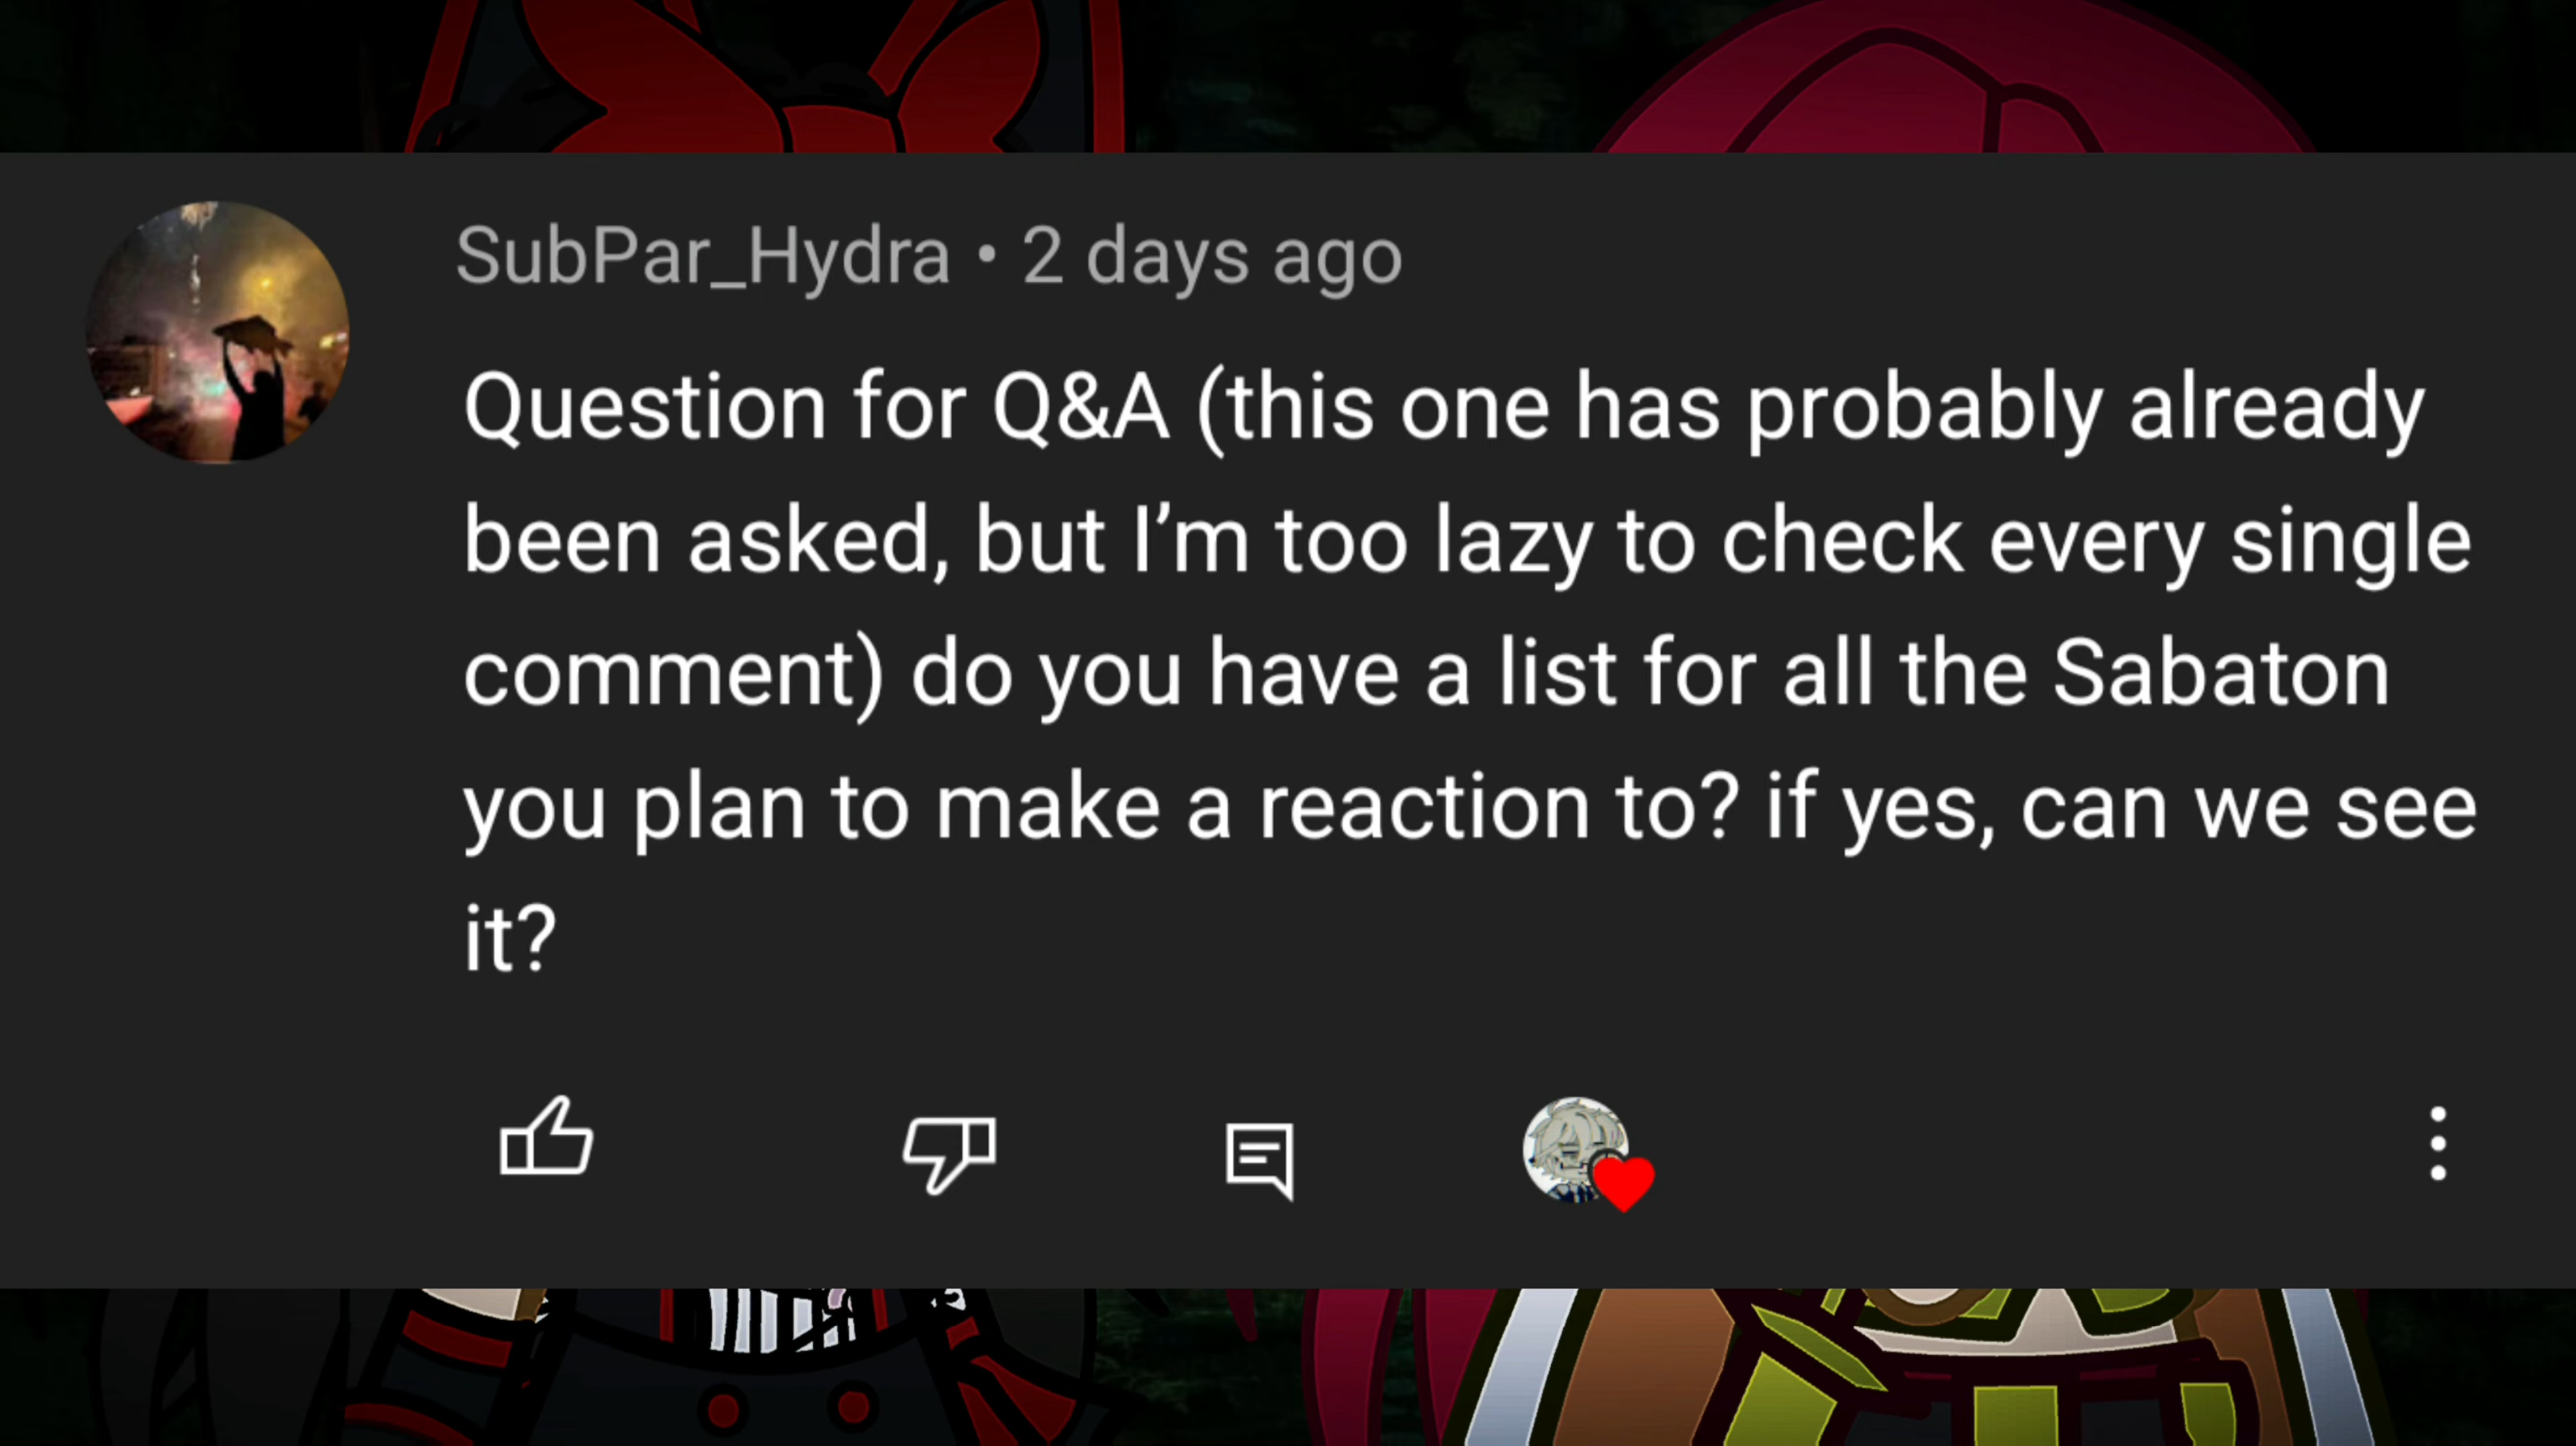 SubPar_Hydra • 2 days ago
Question for Q&A (this one has probably already
been asked, but I’m too lazy to check every single
comment) do you have a list for all the Sabaton
you plan to make a reaction to? if yes, can we see
it?